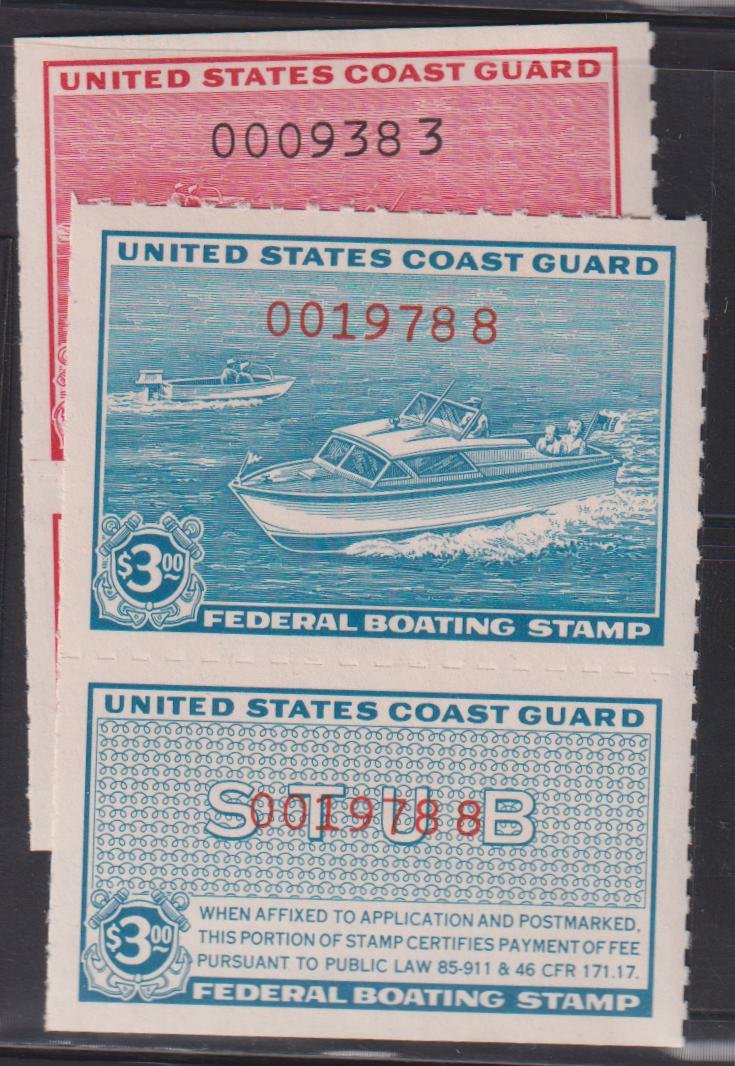 UNITED STATES COAST GUARD
0009383
UNITED STATES COAST GUARD
0019788
$3.00
FEDERAL BOATING STAMP
UNITED STATES COAST GUARD
STUB
0019788
$3.00
WHEN AFFIXED TO APPLICATION AND POSTMARKED,
THIS PORTION OF STAMP CERTIFIES PAYMENT OF FEE
PURSUANT TO PUBLIC LAW 85-911 & 46 CFR 171.17.
FEDERAL BOATING STAMP